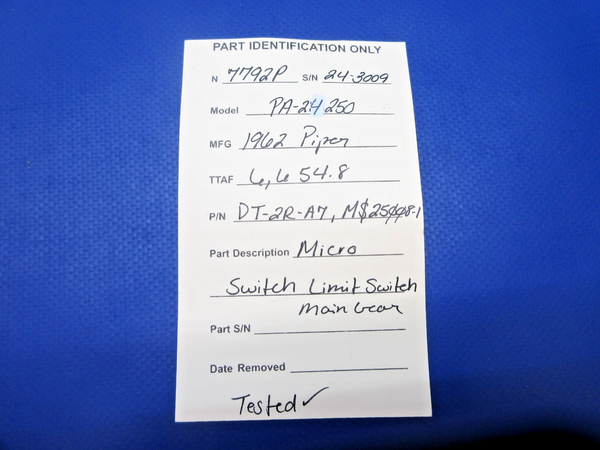 PART IDENTIFICATION ONLY
N 7792P S/N 24-3009
Model PA-24 250
MFG 1962 Piper
TTAF 6,654.8
P/N DT-2R-A7, M$25008-1
Part Description Micro
Switch Limit Switch
main Gear
Part S/N
Date Removed
Tested ✓